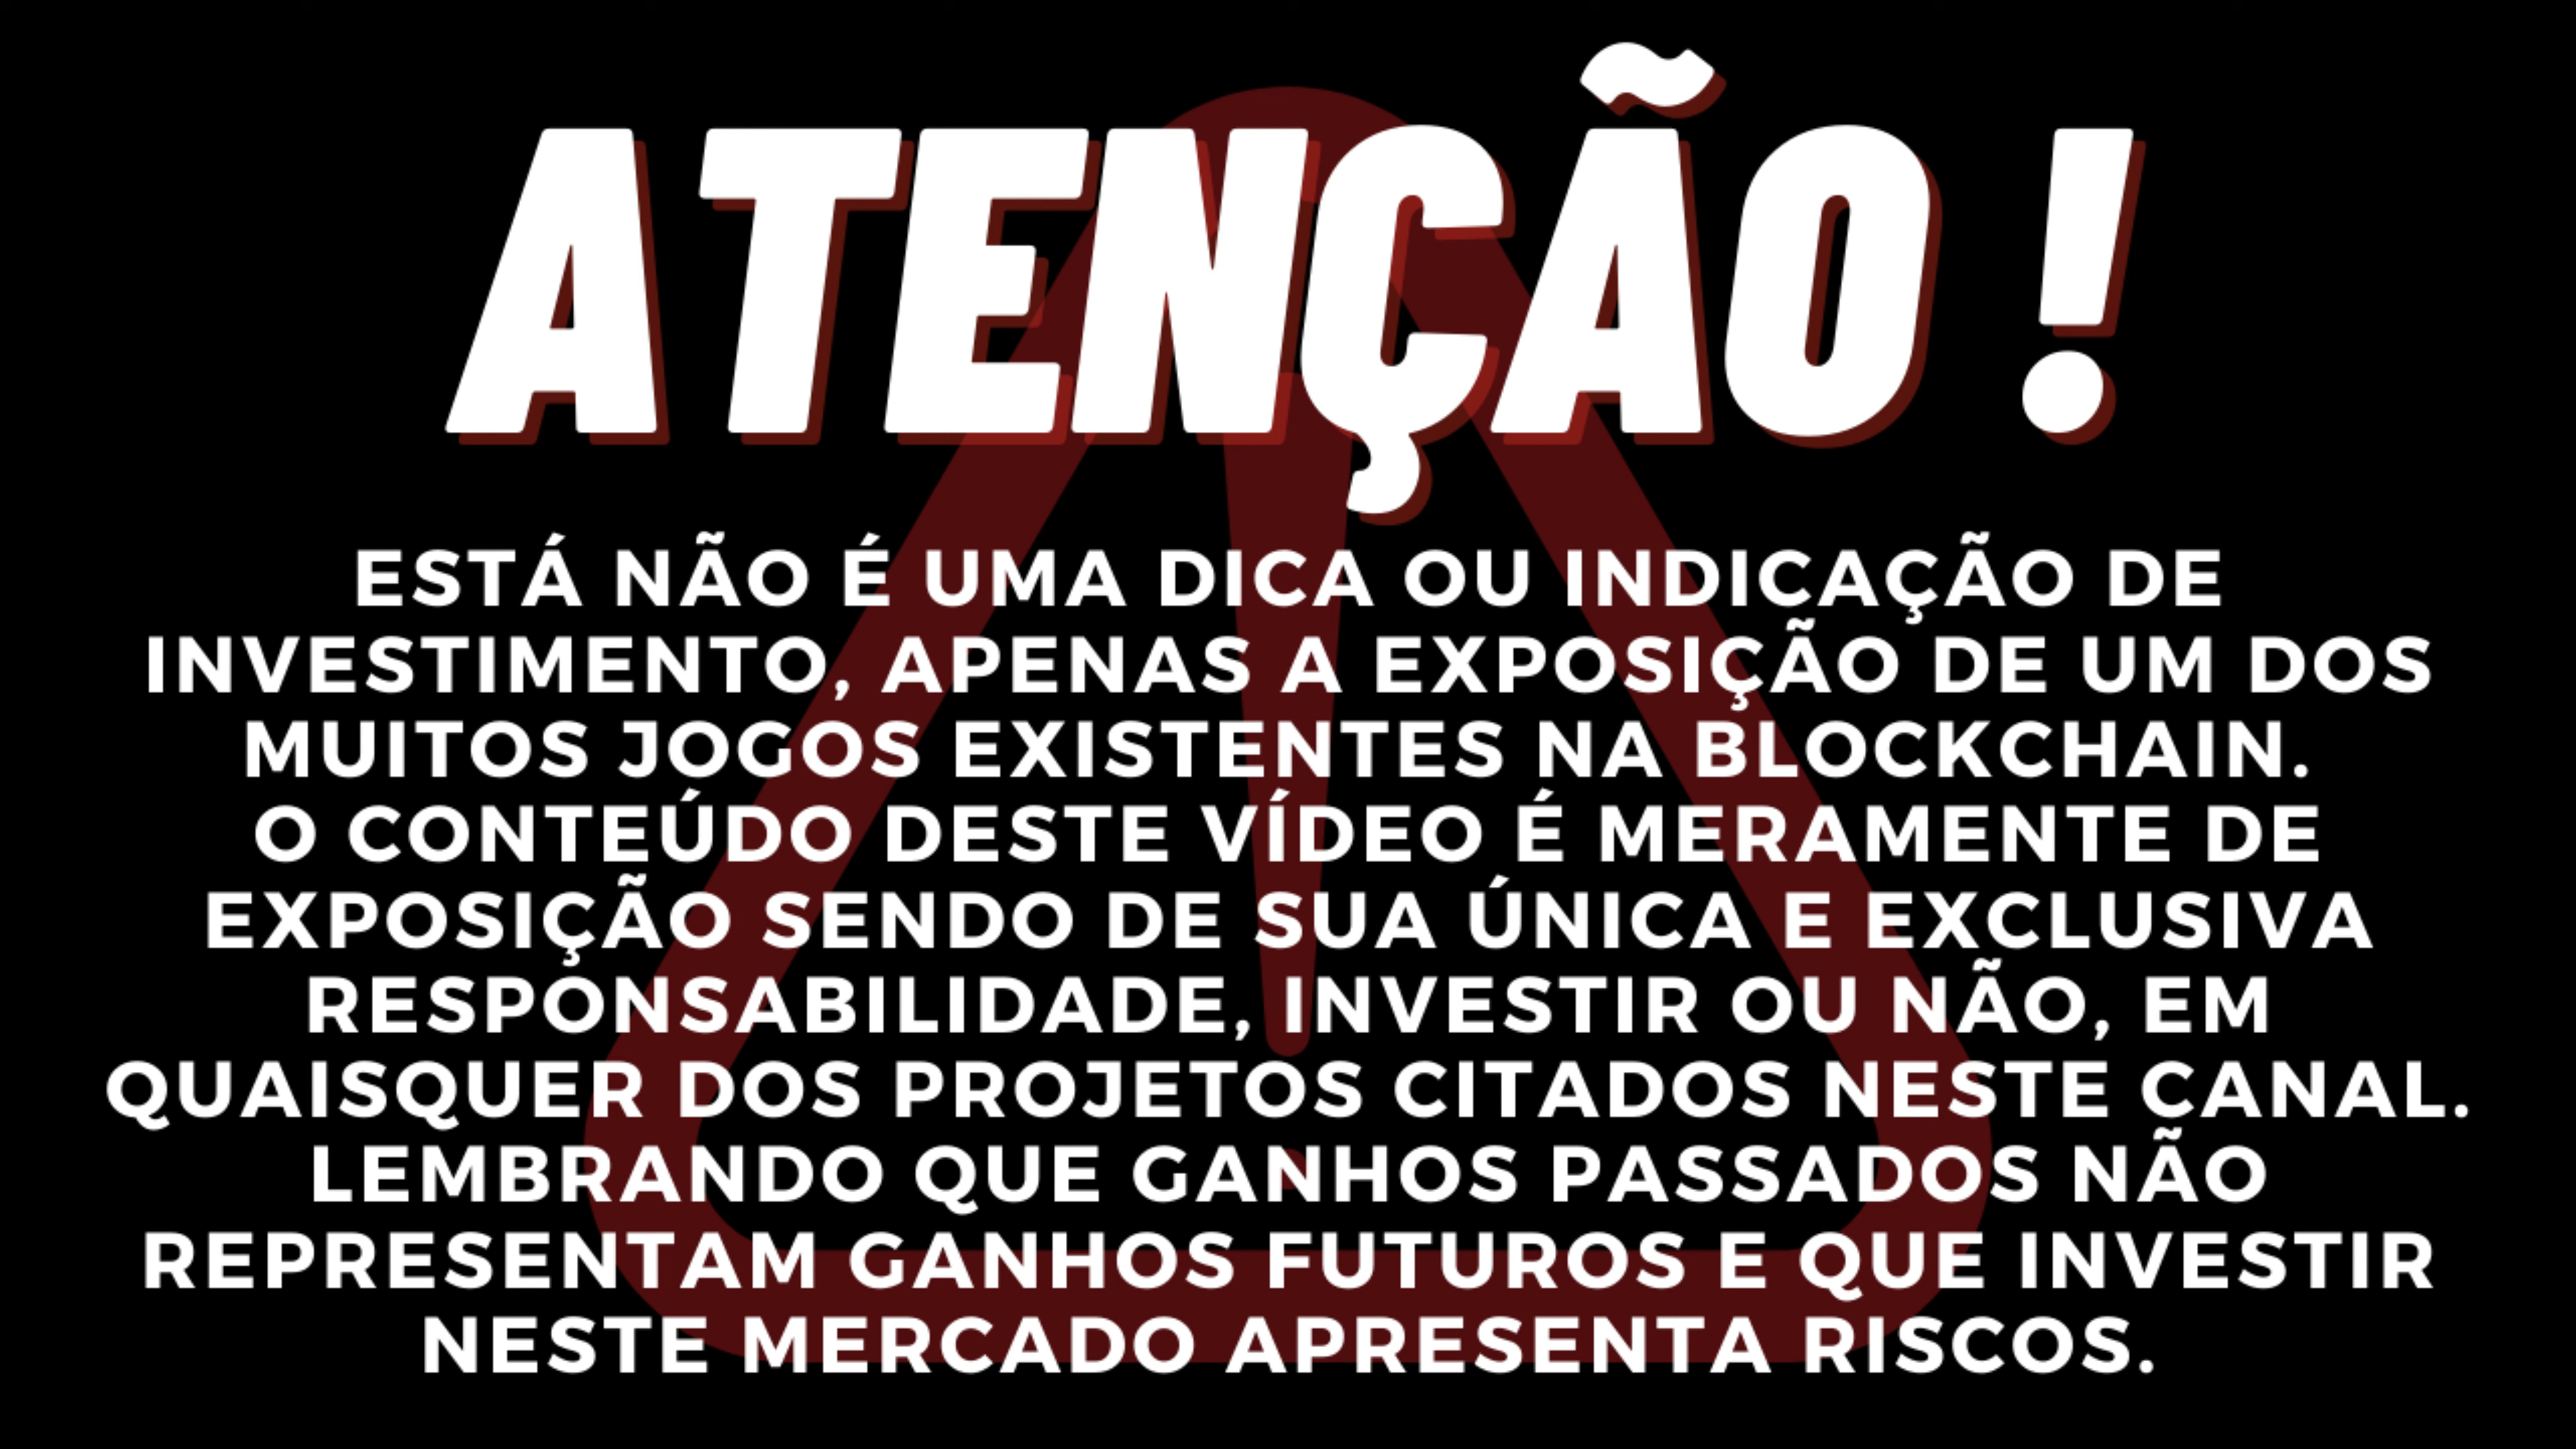 ATENÇÃO !
ESTÁ NÃO É UMA DICA OU INDICAÇÃO DE
INVESTIMENTO, APENAS A EXPOSIÇÃO DE UM DOS
MUITOS JOGOS EXISTENTES NA BLOCKCHAIN.
O CONTEÚDO DESTE VÍDEO É MERAMENTE DE
EXPOSIÇÃO SENDO DE SUA ÚNICA E EXCLUSIVA
RESPONSABILIDADE, INVESTIR OU NÃO, EM
QUAISQUER DOS PROJETOS CITADOS NESTE CANAL.
LEMBRANDO QUE GANHOS PASSADOS NÃO
REPRESENTAM GANHOS FUTUROS E QUE INVESTIR
NESTE MERCADO APRESENTA RISCOS.